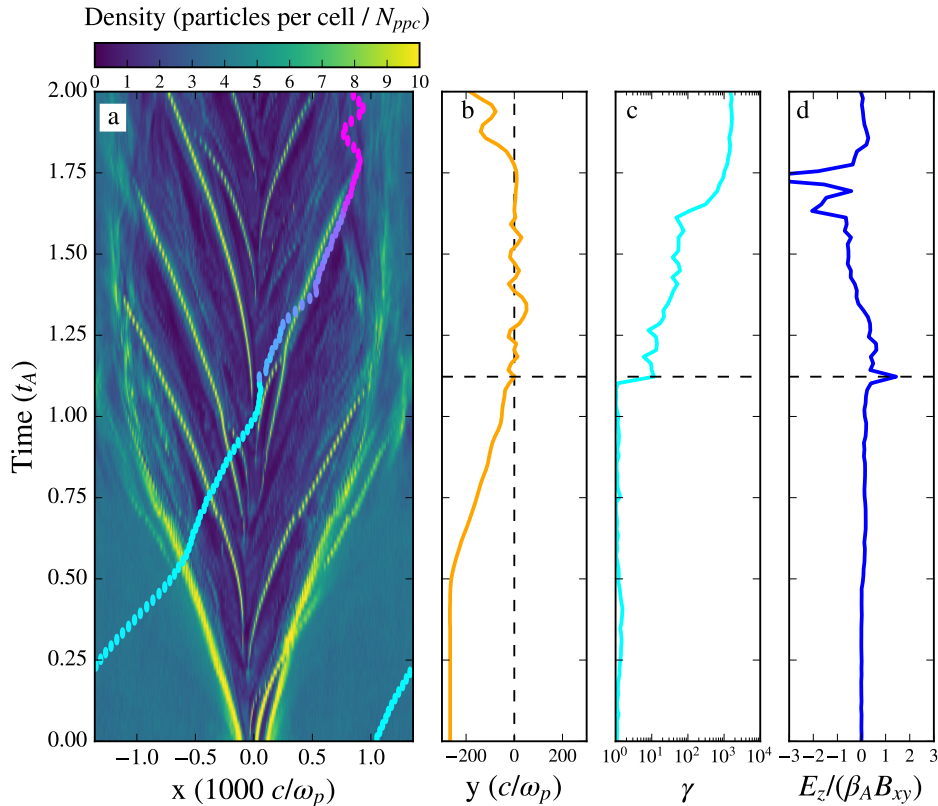 Density (particles per cell / N_ppc)
0 1 2 3 4 5 6 7 8 9 10
a
b
c
d
2.00
1.75
1.50
1.25
1.00
0.75
0.50
0.25
0.00
Time (t_A)
−1.0 −0.5 0.0 0.5 1.0
x (1000 c/ω_p)
−200 0 200
y (c/ω_p)
10^0 10^1 10^2 10^3 10^4
γ
−3 −2 −1 0 1 2 3
E_z/(β_A B_xy)